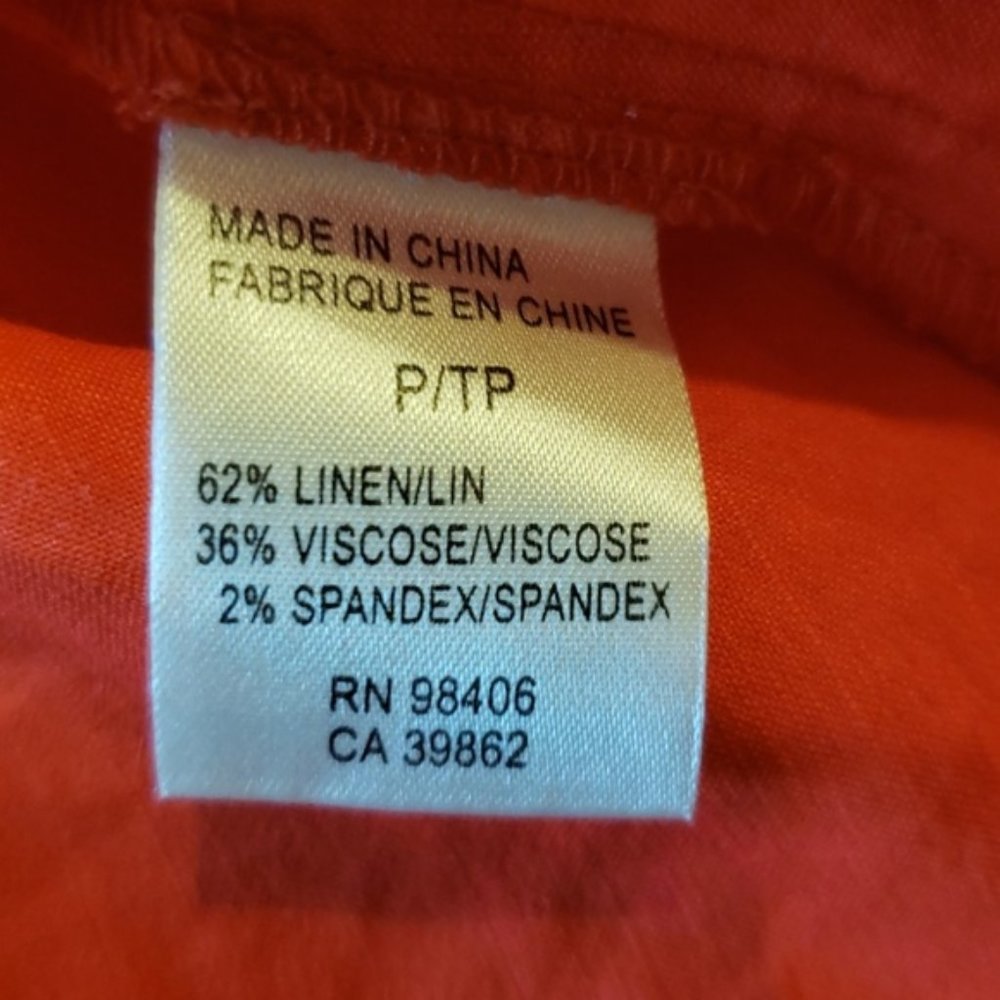 MADE IN CHINA
FABRIQUE EN CHINE
P/TP
62% LINEN/LIN
36% VISCOSE/VISCOSE
2% SPANDEX/SPANDEX
RN 98406
CA 39862